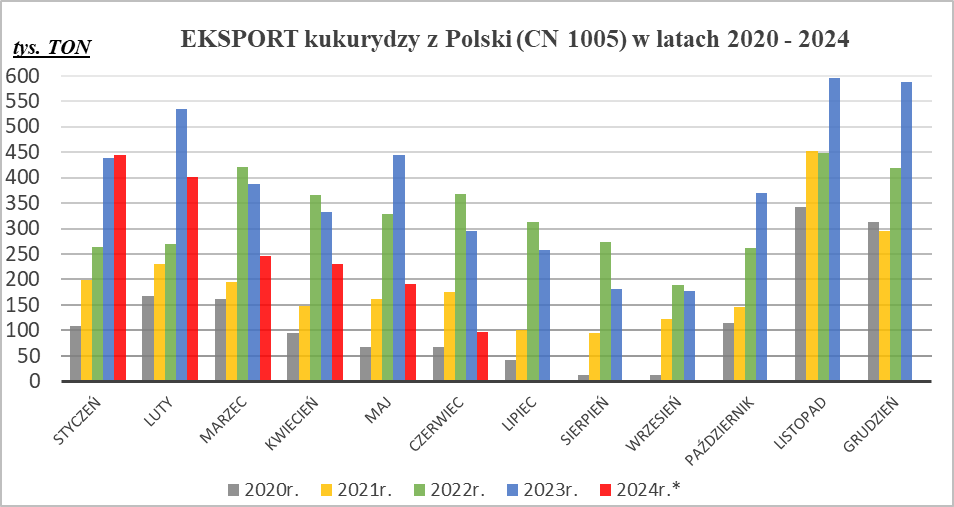 EKSPORT kukurydzy z Polski (CN 1005) w latach 2020 - 2024
tys. TON
600
550
500
450
400
350
300
250
200
150
100
50
0
STYCZEŃ
LUTY
MARZEC
KWIECIEŃ
MAJ
CZERWIEC
LIPIEC
SIERPIEŃ
WRZESIEŃ
PAŹDZIERNIK
LISTOPAD
GRUDZIEŃ
2020r. 2021r. 2022r. 2023r. 2024r.*